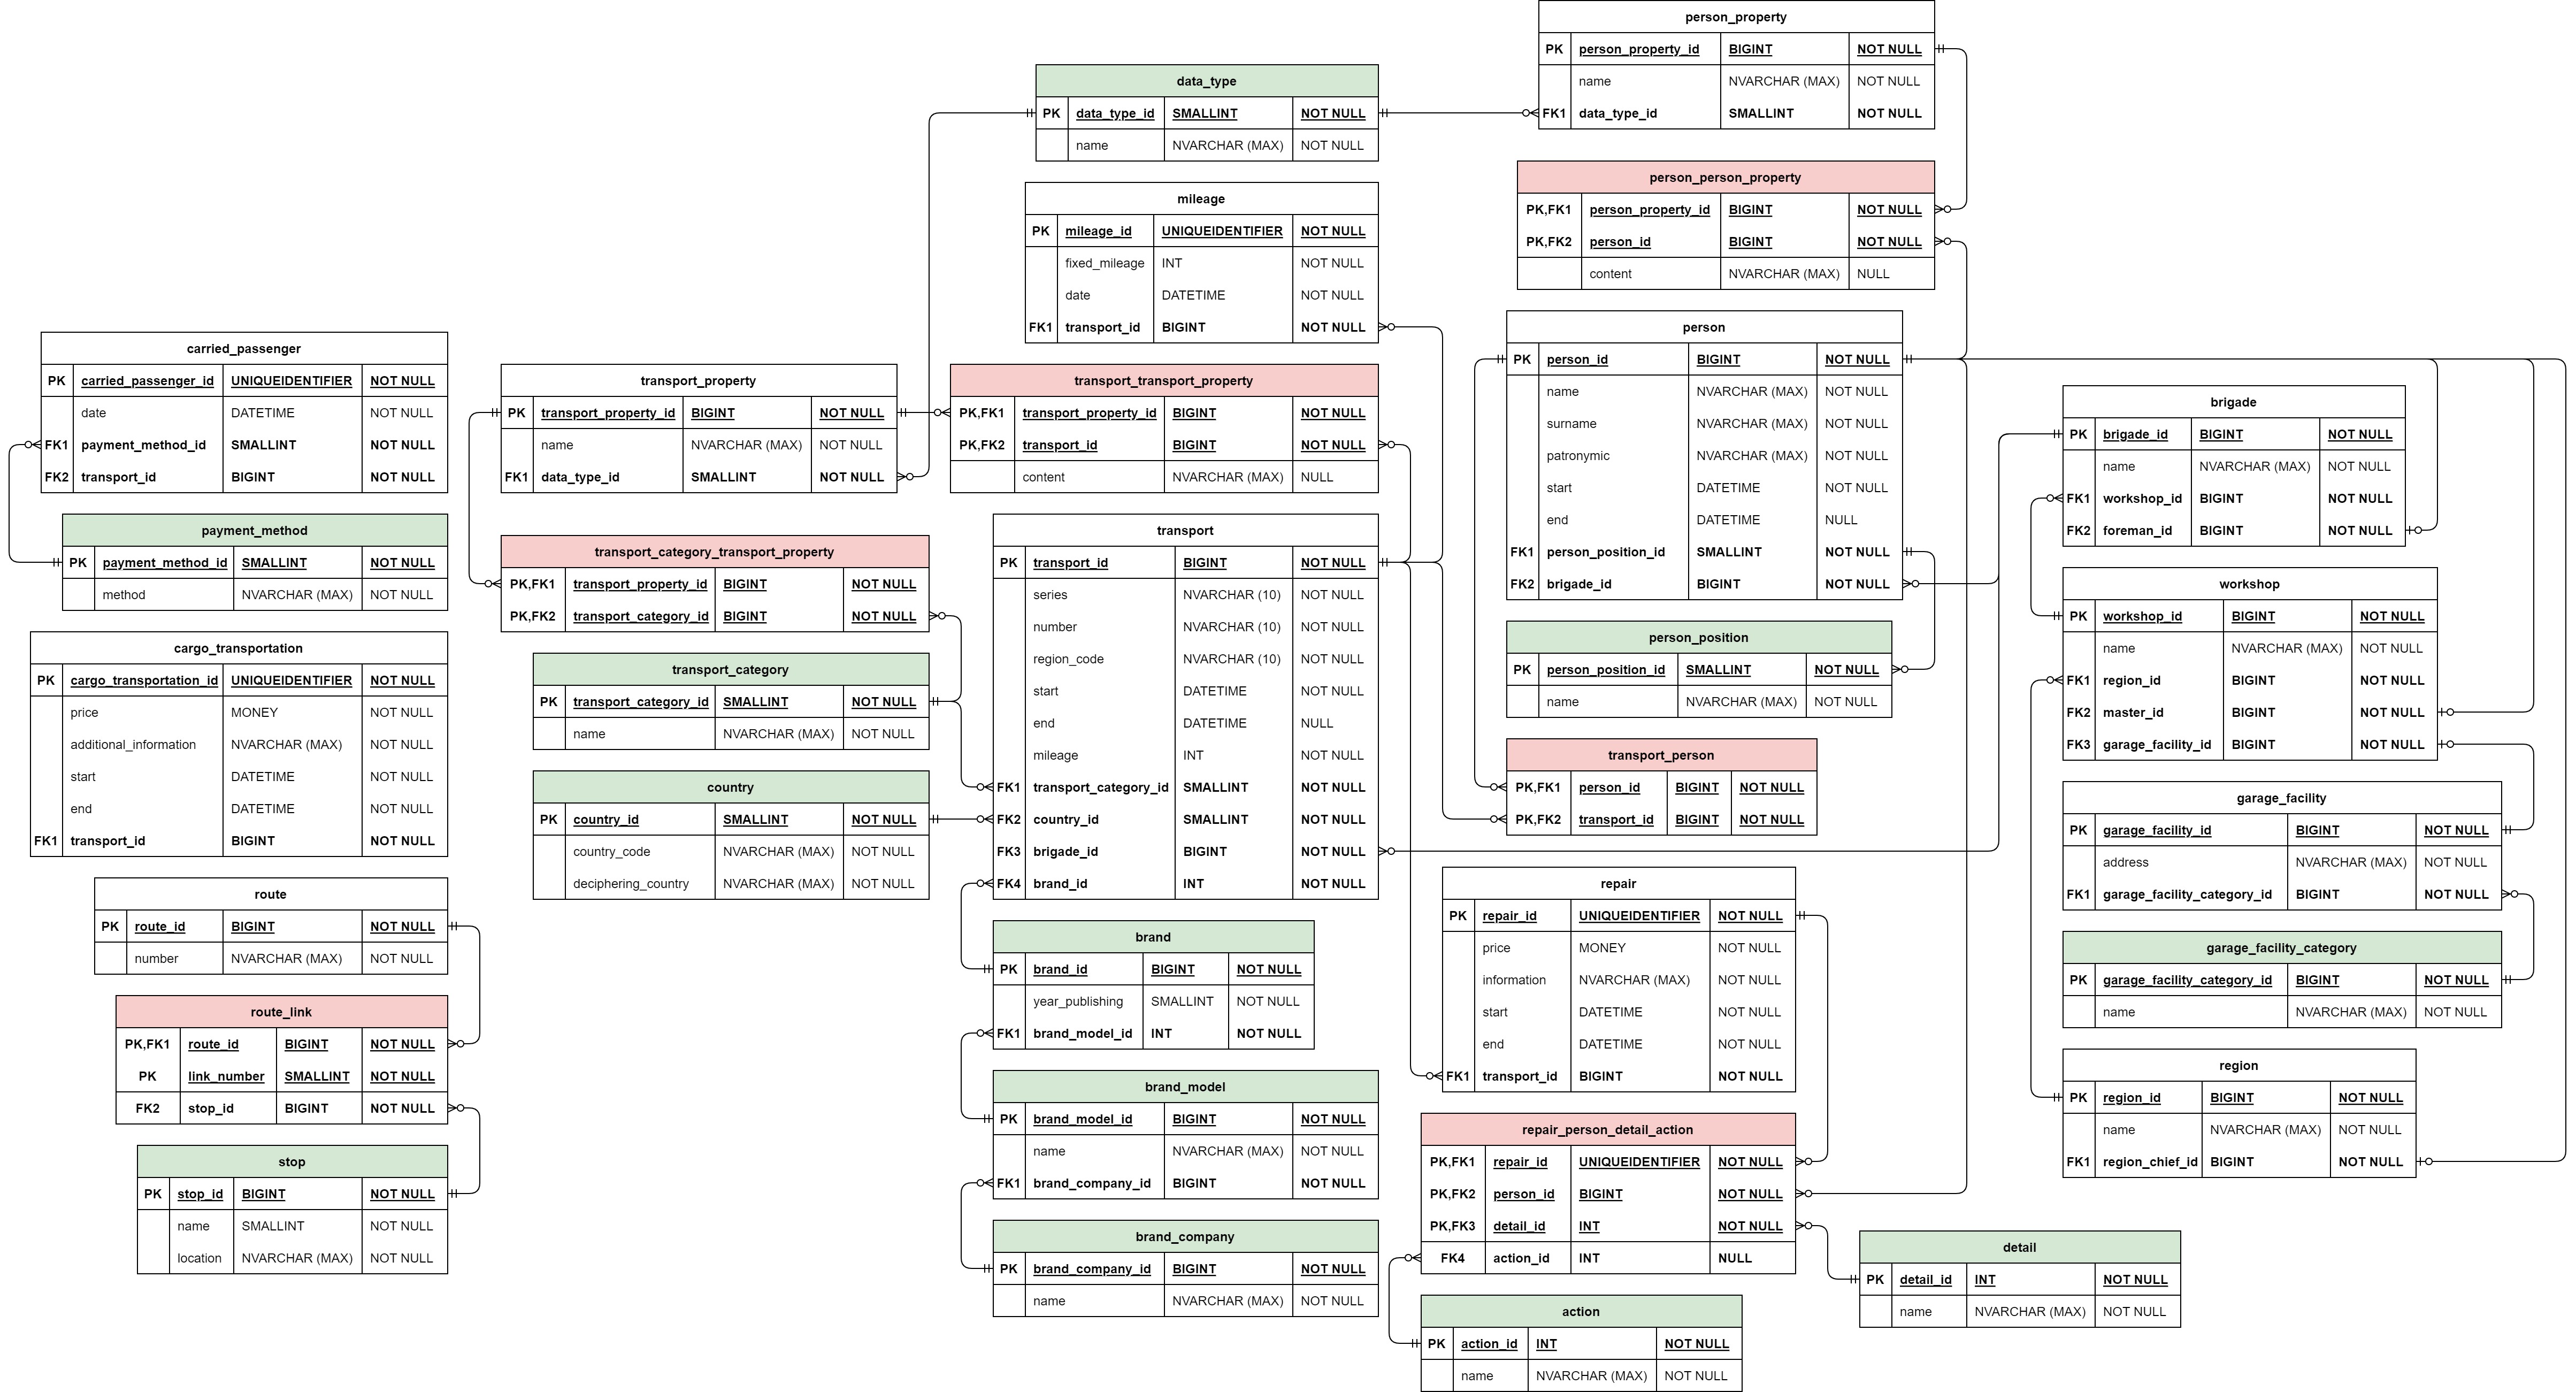 person_property
PK person_property_id BIGINT NOT NULL
name NVARCHAR (MAX) NOT NULL
FK1 data_type_id SMALLINT NOT NULL
data_type
PK data_type_id SMALLINT NOT NULL
name NVARCHAR (MAX) NOT NULL
person_person_property
PK,FK1 person_property_id BIGINT NOT NULL
PK,FK2 person_id BIGINT NOT NULL
content NVARCHAR (MAX) NULL
mileage
PK mileage_id UNIQUEIDENTIFIER NOT NULL
fixed_mileage INT NOT NULL
date DATETIME NOT NULL
FK1 transport_id BIGINT NOT NULL
carried_passenger
PK carried_passenger_id UNIQUEIDENTIFIER NOT NULL
date DATETIME NOT NULL
FK1 payment_method_id SMALLINT NOT NULL
FK2 transport_id BIGINT NOT NULL
payment_method
PK payment_method_id SMALLINT NOT NULL
method NVARCHAR (MAX) NOT NULL
cargo_transportation
PK cargo_transportation_id UNIQUEIDENTIFIER NOT NULL
price MONEY NOT NULL
additional_information NVARCHAR (MAX) NOT NULL
start DATETIME NOT NULL
end DATETIME NOT NULL
FK1 transport_id BIGINT NOT NULL
route
PK route_id BIGINT NOT NULL
number NVARCHAR (MAX) NOT NULL
route_link
PK,FK1 route_id BIGINT NOT NULL
PK link_number SMALLINT NOT NULL
FK2 stop_id BIGINT NOT NULL
stop
PK stop_id BIGINT NOT NULL
name SMALLINT NOT NULL
location NVARCHAR (MAX) NOT NULL
transport_property
PK transport_property_id BIGINT NOT NULL
name NVARCHAR (MAX) NOT NULL
FK1 data_type_id SMALLINT NOT NULL
transport_category_transport_property
PK,FK1 transport_property_id BIGINT NOT NULL
PK,FK2 transport_category_id BIGINT NOT NULL
transport_category
PK transport_category_id SMALLINT NOT NULL
name NVARCHAR (MAX) NOT NULL
country
PK country_id SMALLINT NOT NULL
country_code NVARCHAR (MAX) NOT NULL
deciphering_country NVARCHAR (MAX) NOT NULL
transport_transport_property
PK,FK1 transport_property_id BIGINT NOT NULL
PK,FK2 transport_id BIGINT NOT NULL
content NVARCHAR (MAX) NULL
transport
PK transport_id BIGINT NOT NULL
series NVARCHAR (10) NOT NULL
number NVARCHAR (10) NOT NULL
region_code NVARCHAR (10) NOT NULL
start DATETIME NOT NULL
end DATETIME NULL
mileage INT NOT NULL
FK1 transport_category_id SMALLINT NOT NULL
FK2 country_id SMALLINT NOT NULL
FK3 brigade_id BIGINT NOT NULL
FK4 brand_id INT NOT NULL
brand
PK brand_id BIGINT NOT NULL
year_publishing SMALLINT NOT NULL
FK1 brand_model_id INT NOT NULL
brand_model
PK brand_model_id BIGINT NOT NULL
name NVARCHAR (MAX) NOT NULL
FK1 brand_company_id BIGINT NOT NULL
brand_company
PK brand_company_id BIGINT NOT NULL
name NVARCHAR (MAX) NOT NULL
person
PK person_id BIGINT NOT NULL
name NVARCHAR (MAX) NOT NULL
surname NVARCHAR (MAX) NOT NULL
patronymic NVARCHAR (MAX) NOT NULL
start DATETIME NOT NULL
end DATETIME NULL
FK1 person_position_id SMALLINT NOT NULL
FK2 brigade_id BIGINT NOT NULL
person_position
PK person_position_id SMALLINT NOT NULL
name NVARCHAR (MAX) NOT NULL
transport_person
PK,FK1 person_id BIGINT NOT NULL
PK,FK2 transport_id BIGINT NOT NULL
repair
PK repair_id UNIQUEIDENTIFIER NOT NULL
price MONEY NOT NULL
information NVARCHAR (MAX) NOT NULL
start DATETIME NOT NULL
end DATETIME NOT NULL
FK1 transport_id BIGINT NOT NULL
repair_person_detail_action
PK,FK1 repair_id UNIQUEIDENTIFIER NOT NULL
PK,FK2 person_id BIGINT NOT NULL
PK,FK3 detail_id INT NOT NULL
FK4 action_id INT NULL
action
PK action_id INT NOT NULL
name NVARCHAR (MAX) NOT NULL
detail
PK detail_id INT NOT NULL
name NVARCHAR (MAX) NOT NULL
brigade
PK brigade_id BIGINT NOT NULL
name NVARCHAR (MAX) NOT NULL
FK1 workshop_id BIGINT NOT NULL
FK2 foreman_id BIGINT NOT NULL
workshop
PK workshop_id BIGINT NOT NULL
name NVARCHAR (MAX) NOT NULL
FK1 region_id BIGINT NOT NULL
FK2 master_id BIGINT NOT NULL
FK3 garage_facility_id BIGINT NOT NULL
garage_facility
PK garage_facility_id BIGINT NOT NULL
address NVARCHAR (MAX) NOT NULL
FK1 garage_facility_category_id BIGINT NOT NULL
garage_facility_category
PK garage_facility_category_id BIGINT NOT NULL
name NVARCHAR (MAX) NOT NULL
region
PK region_id BIGINT NOT NULL
name NVARCHAR (MAX) NOT NULL
FK1 region_chief_id BIGINT NOT NULL